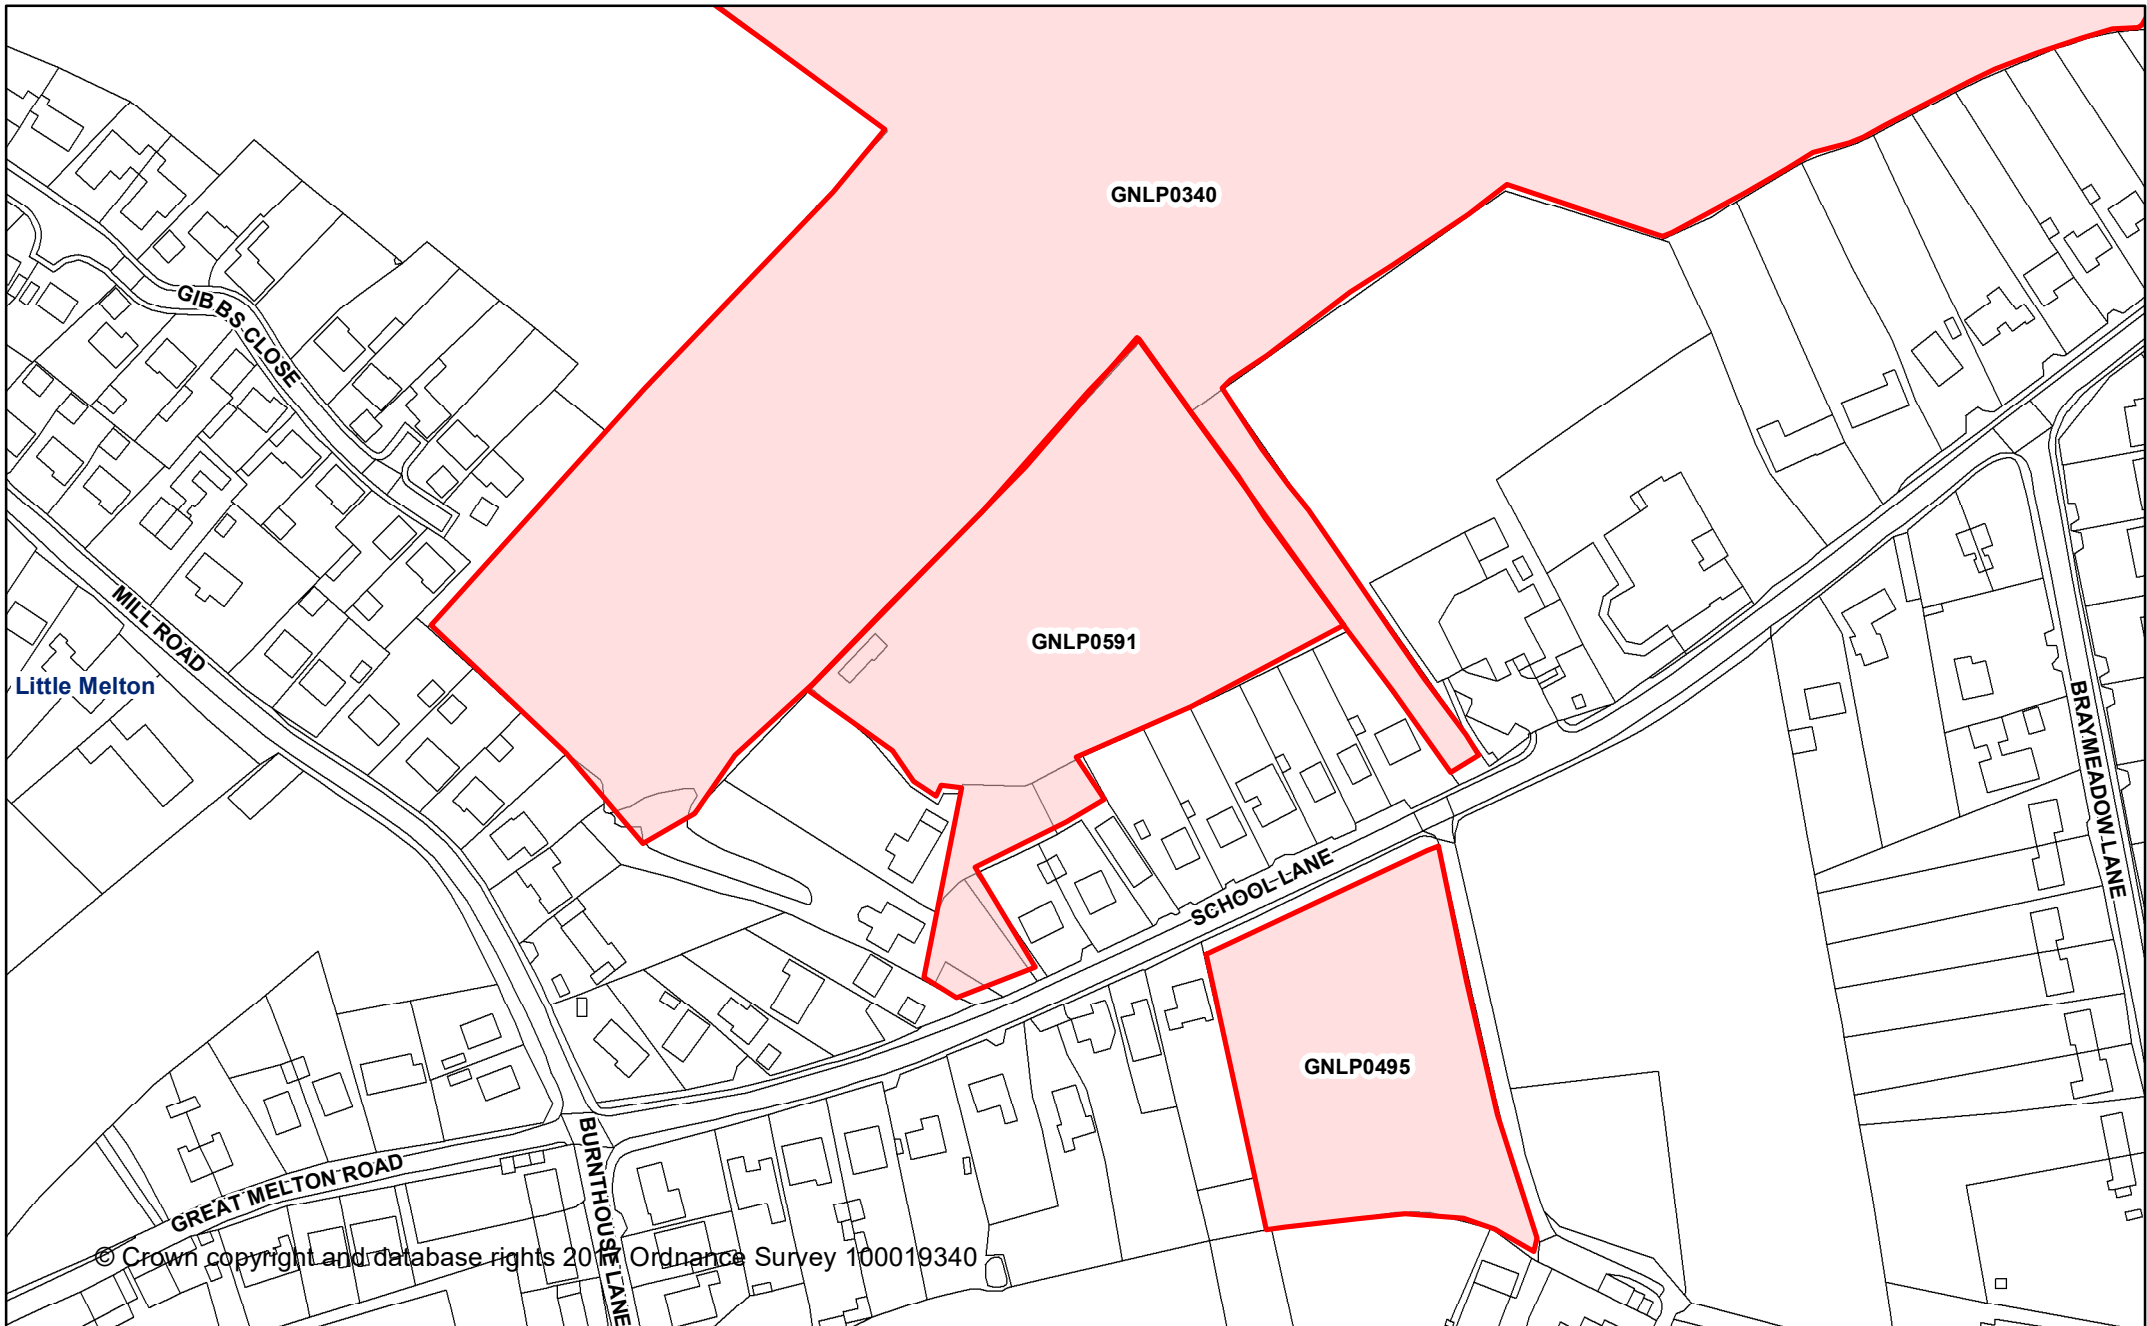 GNLP0340
GIBBS CLOSE
MILL ROAD
GNLP0591
Little Melton
BRAYMEADOW LANE
SCHOOL LANE
GNLP0495
GREAT MELTON ROAD
BURNTHOUSE LANE
© Crown copyright and database rights 2017 Ordnance Survey 100019340